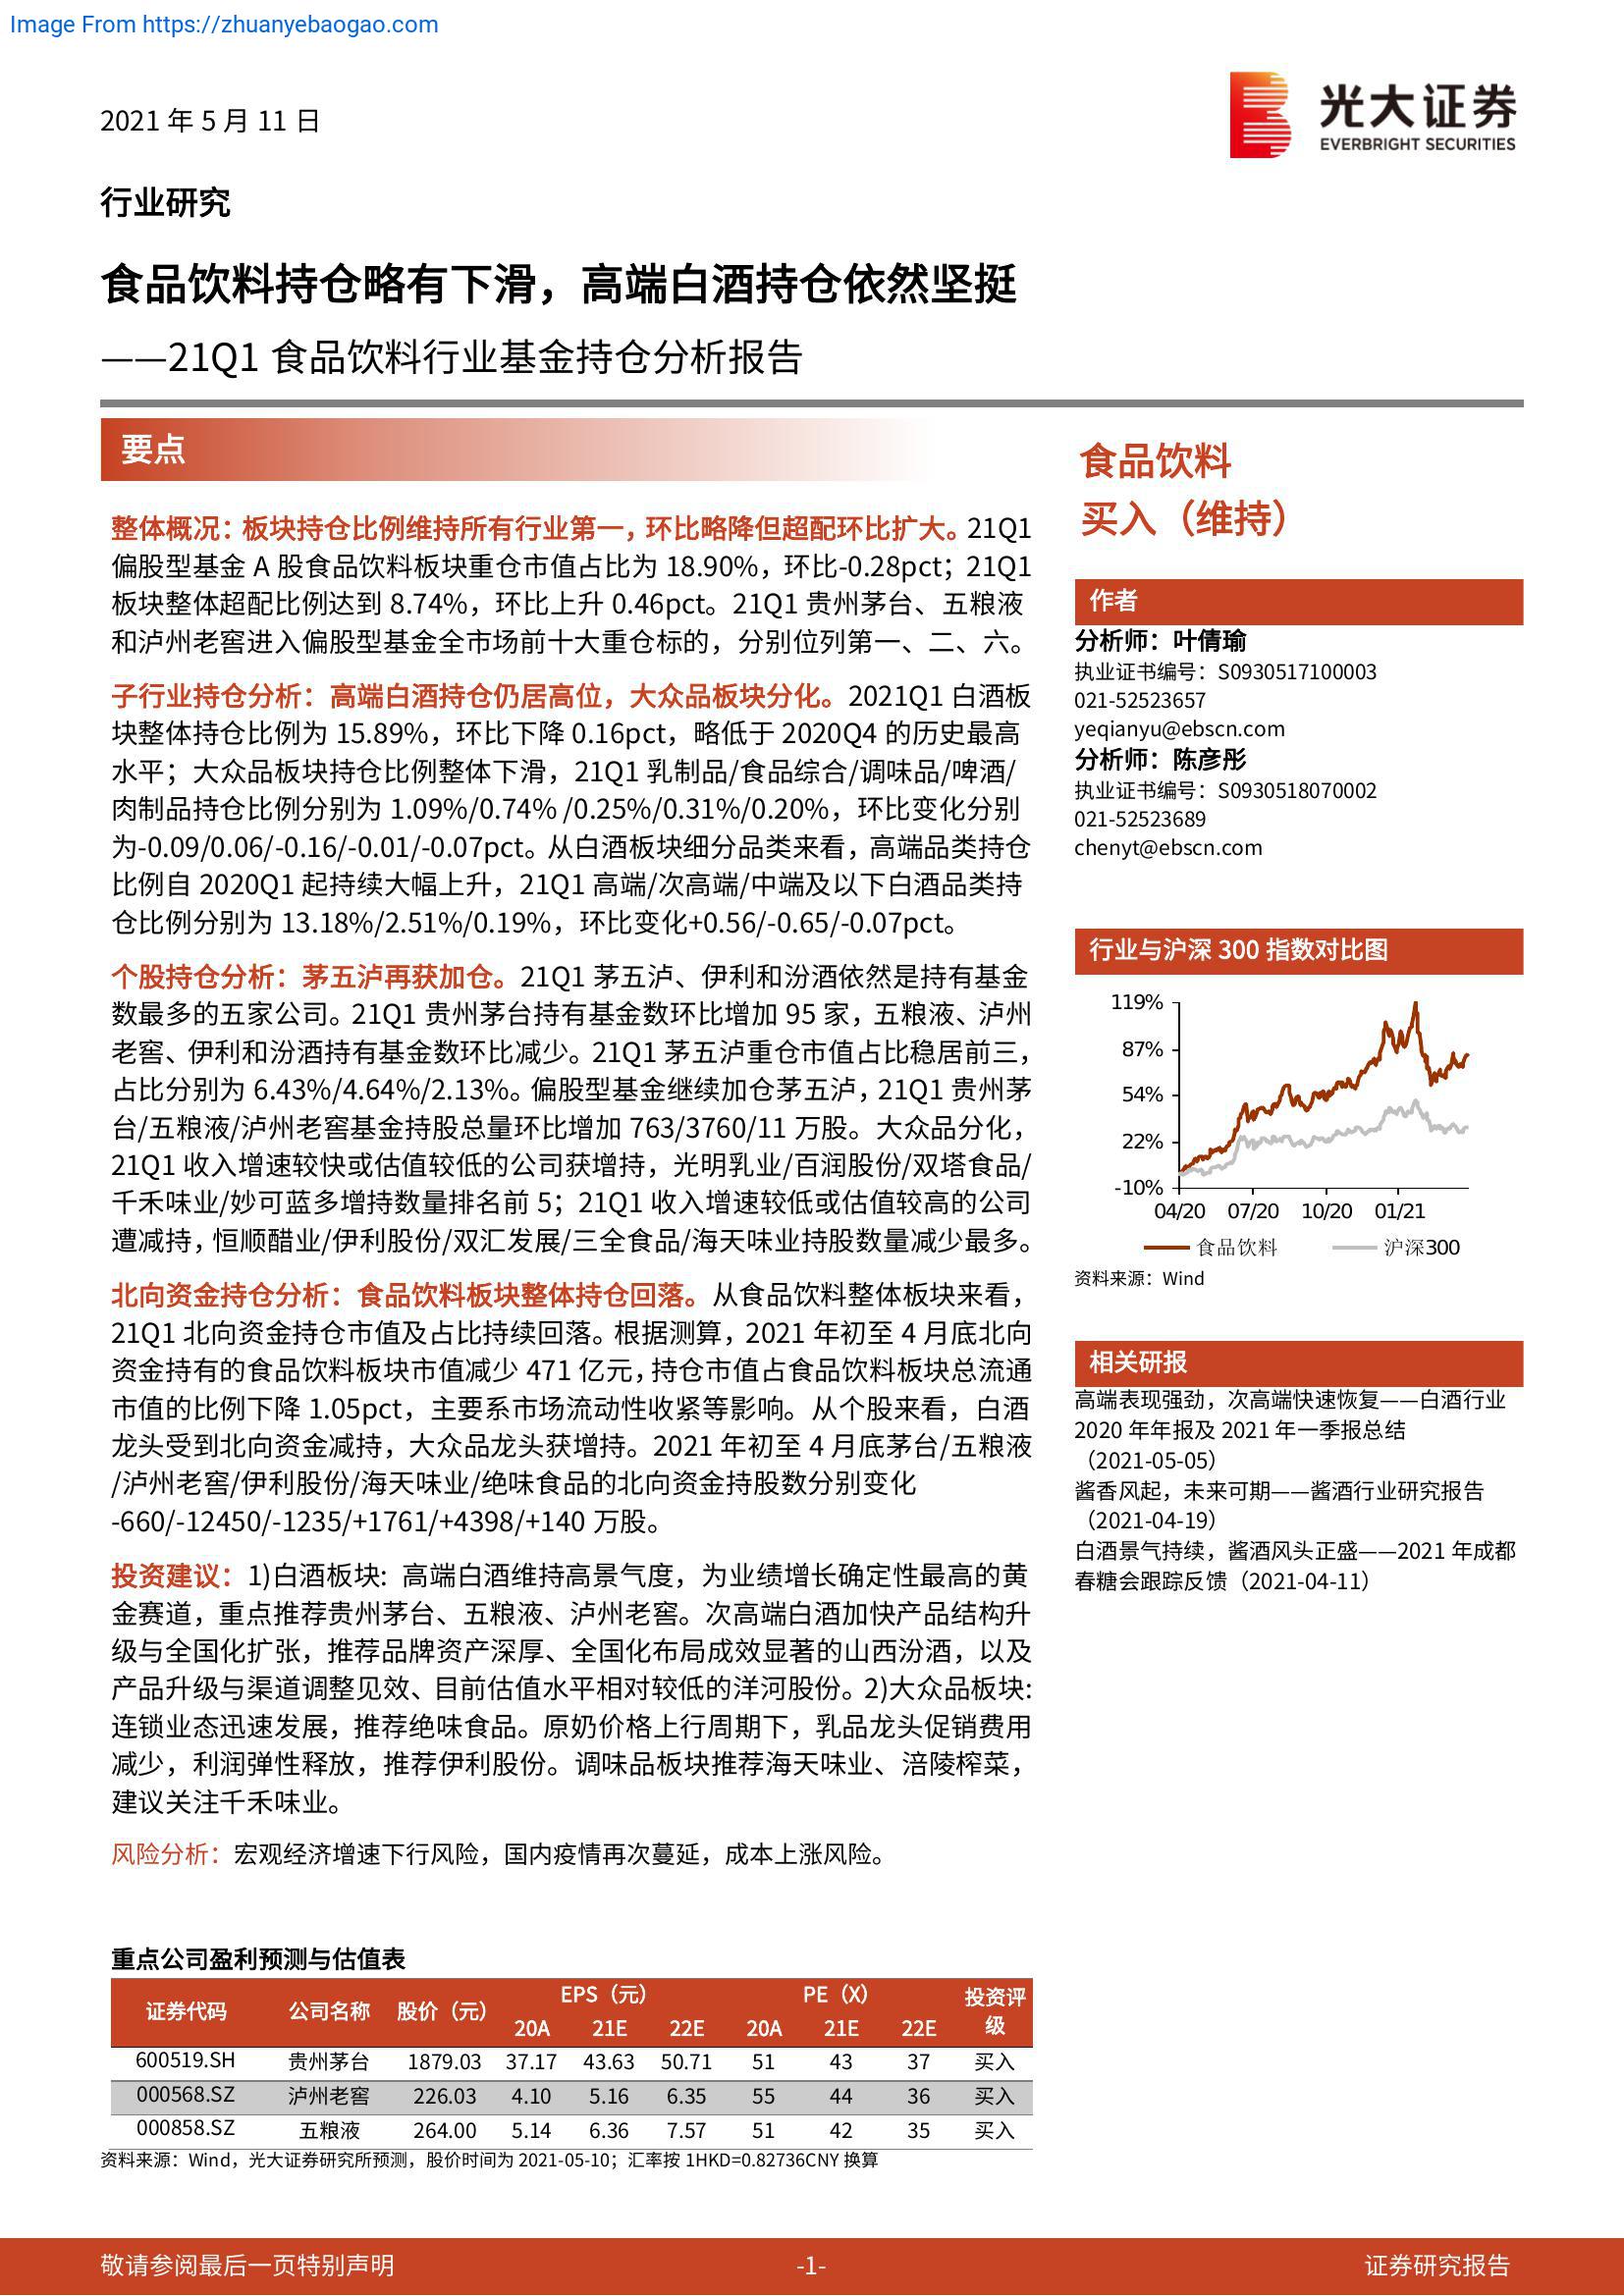 Image From https://zhuanyebaogao.com
2021 年 5 月 11 日
光大证券
EVERBRIGHT SECURITIES
行业研究
食品饮料持仓略有下滑，高端白酒持仓依然坚挺
——21Q1 食品饮料行业基金持仓分析报告
要点
整体概况：板块持仓比例维持所有行业第一，环比略降但超配环比扩大。21Q1
偏股型基金 A 股食品饮料板块重仓市值占比为 18.90%，环比-0.28pct；21Q1
板块整体超配比例达到 8.74%，环比上升 0.46pct。21Q1 贵州茅台、五粮液
和泸州老窖进入偏股型基金全市场前十大重仓标的，分别位列第一、二、六。
子行业持仓分析：高端白酒持仓仍居高位，大众品板块分化。2021Q1 白酒板
块整体持仓比例为 15.89%，环比下降 0.16pct，略低于 2020Q4 的历史最高
水平；大众品板块持仓比例整体下滑，21Q1 乳制品/食品综合/调味品/啤酒/
肉制品持仓比例分别为 1.09%/0.74% /0.25%/0.31%/0.20%，环比变化分别
为-0.09/0.06/-0.16/-0.01/-0.07pct。从白酒板块细分品类来看，高端品类持仓
比例自 2020Q1 起持续大幅上升，21Q1 高端/次高端/中端及以下白酒品类持
仓比例分别为 13.18%/2.51%/0.19%，环比变化+0.56/-0.65/-0.07pct。
个股持仓分析：茅五泸再获加仓。21Q1 茅五泸、伊利和汾酒依然是持有基金
数最多的五家公司。21Q1 贵州茅台持有基金数环比增加 95 家，五粮液、泸州
老窖、伊利和汾酒持有基金数环比减少。21Q1 茅五泸重仓市值占比稳居前三，
占比分别为 6.43%/4.64%/2.13%。偏股型基金继续加仓茅五泸，21Q1 贵州茅
台/五粮液/泸州老窖基金持股总量环比增加 763/3760/11 万股。大众品分化，
21Q1 收入增速较快或估值较低的公司获增持，光明乳业/百润股份/双塔食品/
千禾味业/妙可蓝多增持数量排名前 5；21Q1 收入增速较低或估值较高的公司
遭减持，恒顺醋业/伊利股份/双汇发展/三全食品/海天味业持股数量减少最多。
北向资金持仓分析：食品饮料板块整体持仓回落。从食品饮料整体板块来看，
21Q1 北向资金持仓市值及占比持续回落。根据测算，2021 年初至 4 月底北向
资金持有的食品饮料板块市值减少 471 亿元，持仓市值占食品饮料板块总流通
市值的比例下降 1.05pct，主要系市场流动性收紧等影响。从个股来看，白酒
龙头受到北向资金减持，大众品龙头获增持。2021 年初至 4 月底茅台/五粮液
/泸州老窖/伊利股份/海天味业/绝味食品的北向资金持股数分别变化
-660/-12450/-1235/+1761/+4398/+140 万股。
投资建议：1)白酒板块: 高端白酒维持高景气度，为业绩增长确定性最高的黄
金赛道，重点推荐贵州茅台、五粮液、泸州老窖。次高端白酒加快产品结构升
级与全国化扩张，推荐品牌资产深厚、全国化布局成效显著的山西汾酒，以及
产品升级与渠道调整见效、目前估值水平相对较低的洋河股份。2)大众品板块:
连锁业态迅速发展，推荐绝味食品。原奶价格上行周期下，乳品龙头促销费用
减少，利润弹性释放，推荐伊利股份。调味品板块推荐海天味业、涪陵榨菜，
建议关注千禾味业。
风险分析：宏观经济增速下行风险，国内疫情再次蔓延，成本上涨风险。
重点公司盈利预测与估值表
证券代码 公司名称 股价（元） EPS（元） PE（X） 投资评级
20A 21E 22E 20A 21E 22E
600519.SH 贵州茅台 1879.03 37.17 43.63 50.71 51 43 37 买入
000568.SZ 泸州老窖 226.03 4.10 5.16 6.35 55 44 36 买入
000858.SZ 五粮液 264.00 5.14 6.36 7.57 51 42 35 买入
资料来源：Wind，光大证券研究所预测，股价时间为 2021-05-10；汇率按 1HKD=0.82736CNY 换算
食品饮料
买入（维持）
作者
分析师：叶倩瑜
执业证书编号：S0930517100003
021-52523657
yeqianyu@ebscn.com
分析师：陈彦彤
执业证书编号：S0930518070002
021-52523689
chenyt@ebscn.com
行业与沪深 300 指数对比图
119%
87%
54%
22%
-10%
04/20 07/20 10/20 01/21
食品饮料 沪深300
资料来源：Wind
相关研报
高端表现强劲，次高端快速恢复——白酒行业
2020 年年报及 2021 年一季报总结
（2021-05-05）
酱香风起，未来可期——酱酒行业研究报告
（2021-04-19）
白酒景气持续，酱酒风头正盛——2021 年成都
春糖会跟踪反馈（2021-04-11）
敬请参阅最后一页特别声明 -1- 证券研究报告